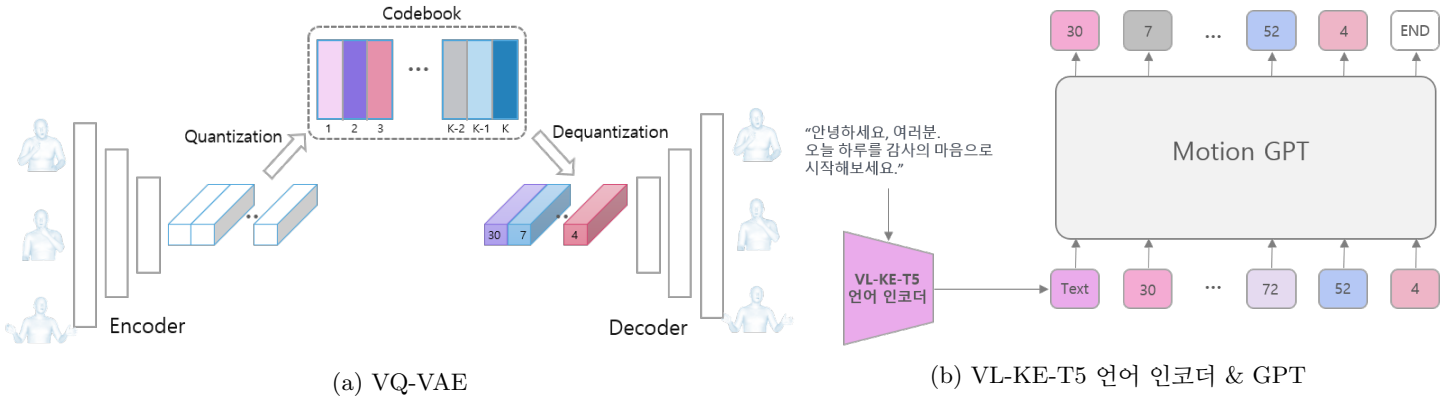 Codebook
1 2 3 ... K-2 K-1 K
Quantization
Dequantization
30 7 .. 4
Encoder
Decoder
(a) VQ-VAE
30 7 ... 52 4 END
Motion GPT
“안녕하세요, 여러분.
오늘 하루를 감사의 마음으로
시작해보세요.”
VL-KE-T5
언어 인코더
Text 30 ... 72 52 4
(b) VL-KE-T5 언어 인코더 & GPT